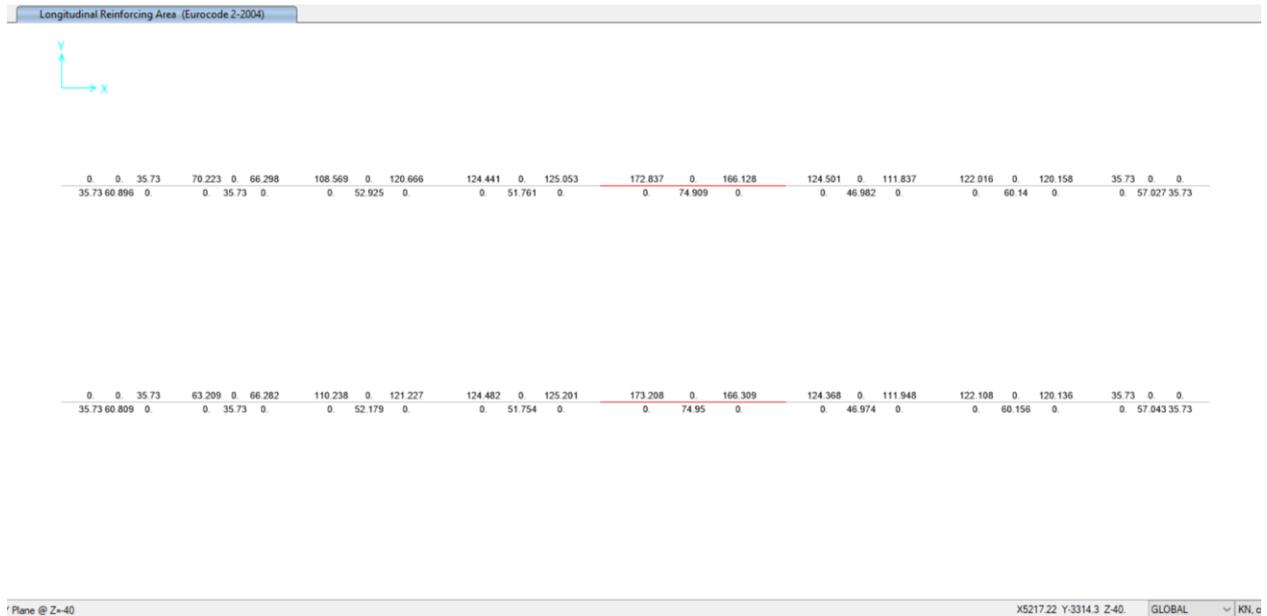 Longitudinal Reinforcing Area (Eurocode 2-2004)
Y
X
0. 0. 35.73 70.223 0. 66.298 108.569 0. 120.666 124.441 0. 125.053 172.837 0. 166.128 124.501 0. 111.837 122.016 0. 120.158 35.73 0. 0.
35.73 60.896 0. 0. 35.73 0. 0. 52.925 0. 0. 51.761 0. 0. 74.909 0. 0. 46.982 0. 0. 60.14 0. 0. 57.027 35.73
0. 0. 35.73 63.209 0. 66.282 110.238 0. 121.227 124.482 0. 125.201 173.208 0. 166.309 124.368 0. 111.948 122.108 0. 120.136 35.73 0. 0.
35.73 60.809 0. 0. 35.73 0. 0. 52.179 0. 0. 51.754 0. 0. 74.95 0. 0. 46.974 0. 0. 60.156 0. 0. 57.043 35.73
Plane @ Z=-40 X5217.22 Y-3314.3 Z-40. GLOBAL KN,